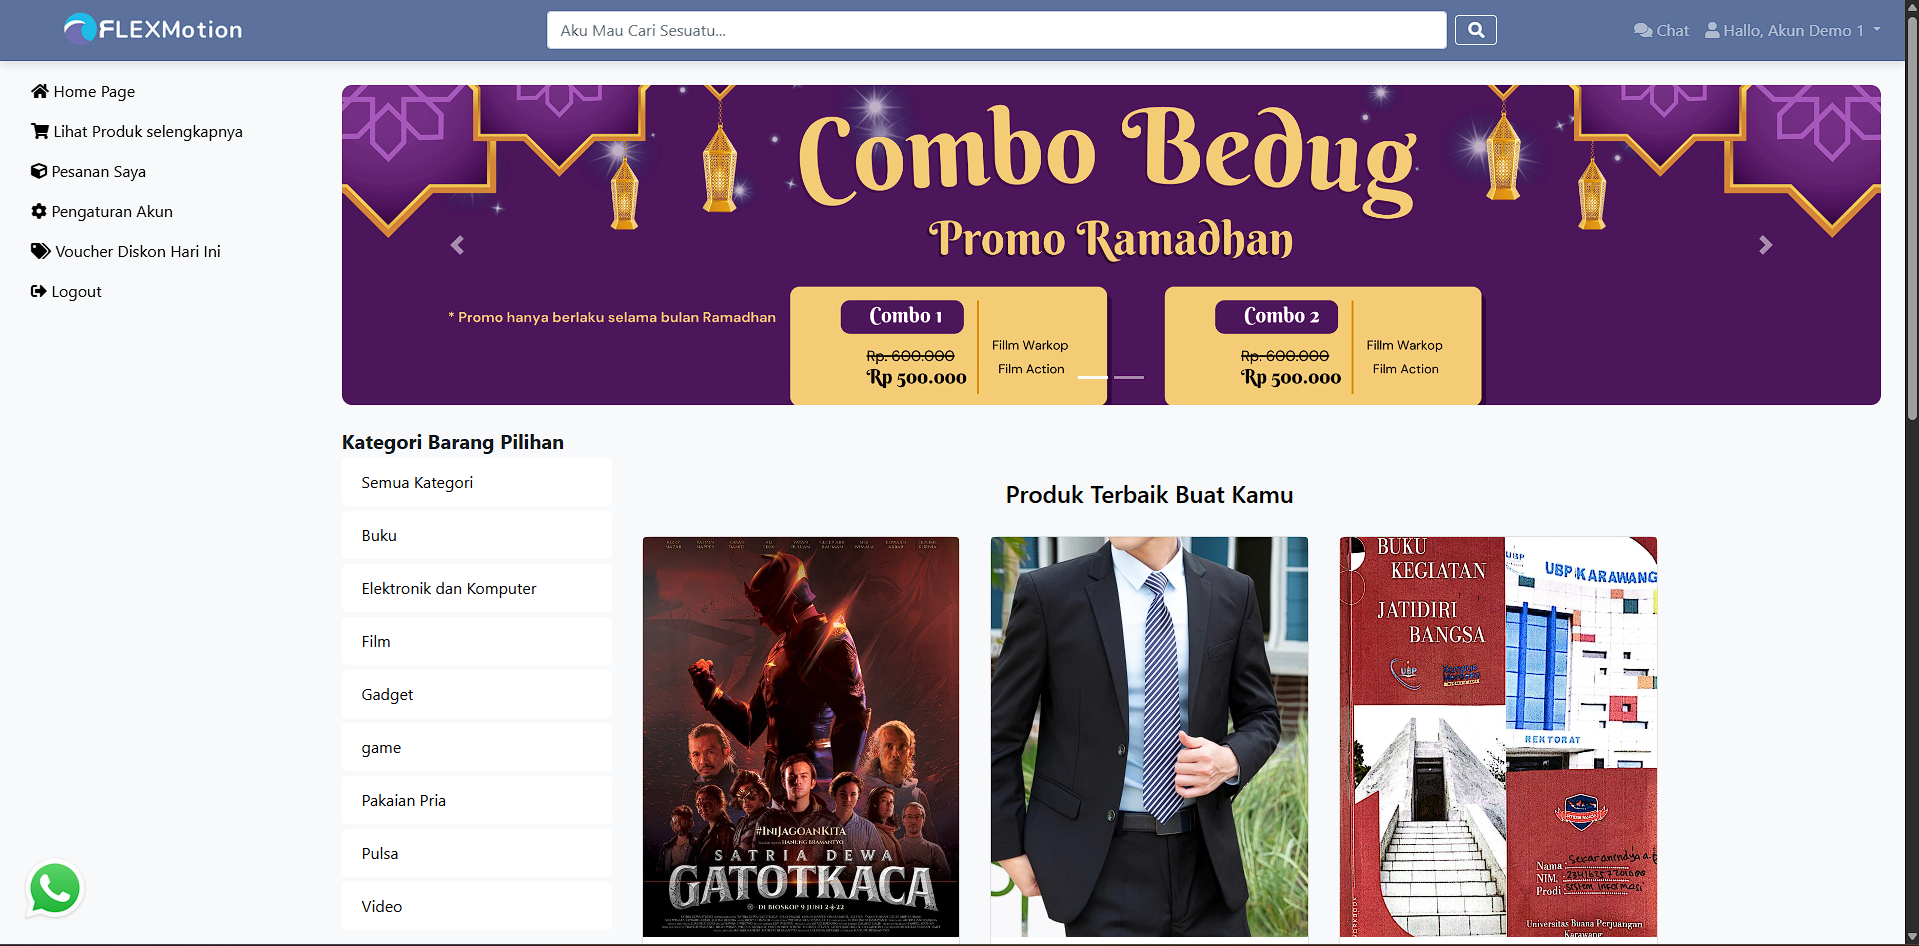 FLEXMotion
Aku Mau Cari Sesuatu...
Chat
Hallo, Akun Demo 1
Home Page
Lihat Produk selengkapnya
Pesanan Saya
Pengaturan Akun
Voucher Diskon Hari Ini
Logout
Combo Bedug
Promo Ramadhan
* Promo hanya berlaku selama bulan Ramadhan
Combo 1
Rp. 600.000
Rp 500.000
Fillm Warkop
Film Action
Combo 2
Rp. 600.000
Rp 500.000
Fillm Warkop
Film Action
Kategori Barang Pilihan
Semua Kategori
Buku
Elektronik dan Komputer
Film
Gadget
game
Pakaian Pria
Pulsa
Video
Produk Terbaik Buat Kamu
#IniJagoanKita
HANUNG BRAMANTYO
SATRIA DEWA
GATOTKACA
DI BIOSKOP 9 JUNI 2022
BUKU
KEGIATAN
JATIDIRI
BANGSA
UBP
UBP
UBP KARAWANG
REKTORAT
Nama :
NIM. :
Prodi : Sistem Informasi
Universitas Buana Perjuangan
Karawang